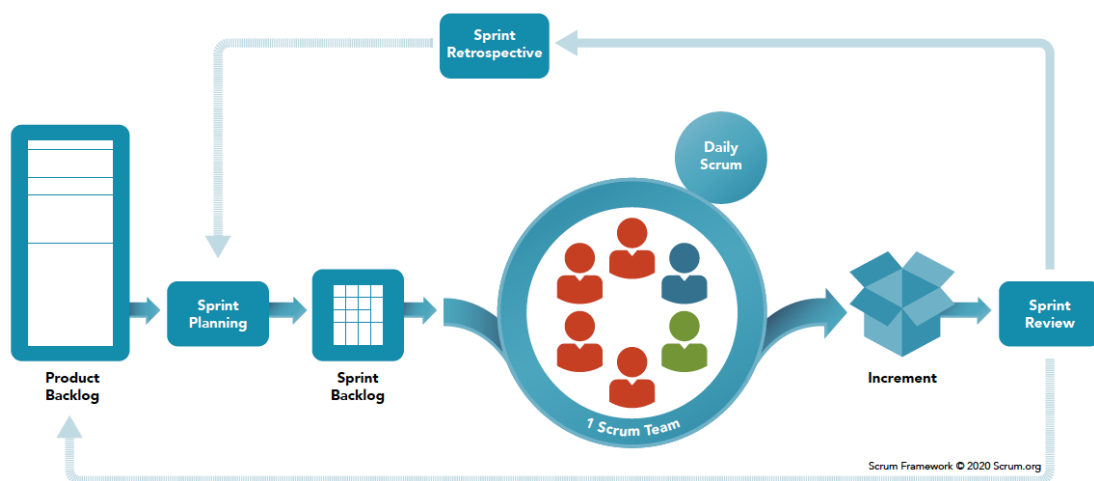 Sprint
Retrospective
Daily
Scrum
Sprint
Planning
Sprint
Review
Product
Backlog
Sprint
Backlog
Increment
1 Scrum Team
Scrum Framework © 2020 Scrum.org